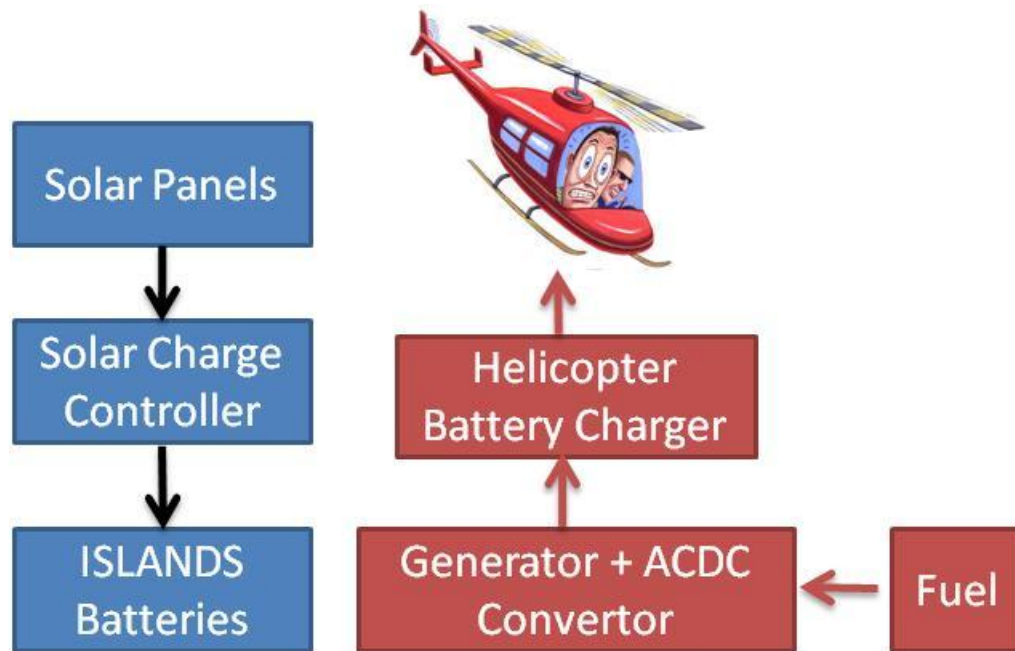 Solar Panels
Solar Charge
Controller
ISLANDS
Batteries
Helicopter
Battery Charger
Generator + ACDC
Convertor
Fuel